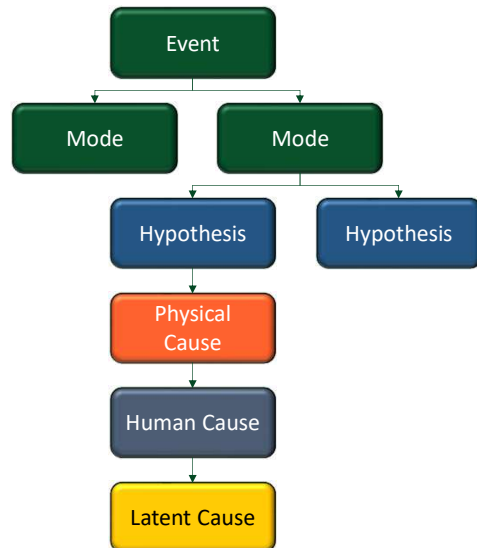 Event
Mode
Mode
Hypothesis
Hypothesis
Physical
Cause
Human Cause
Latent Cause